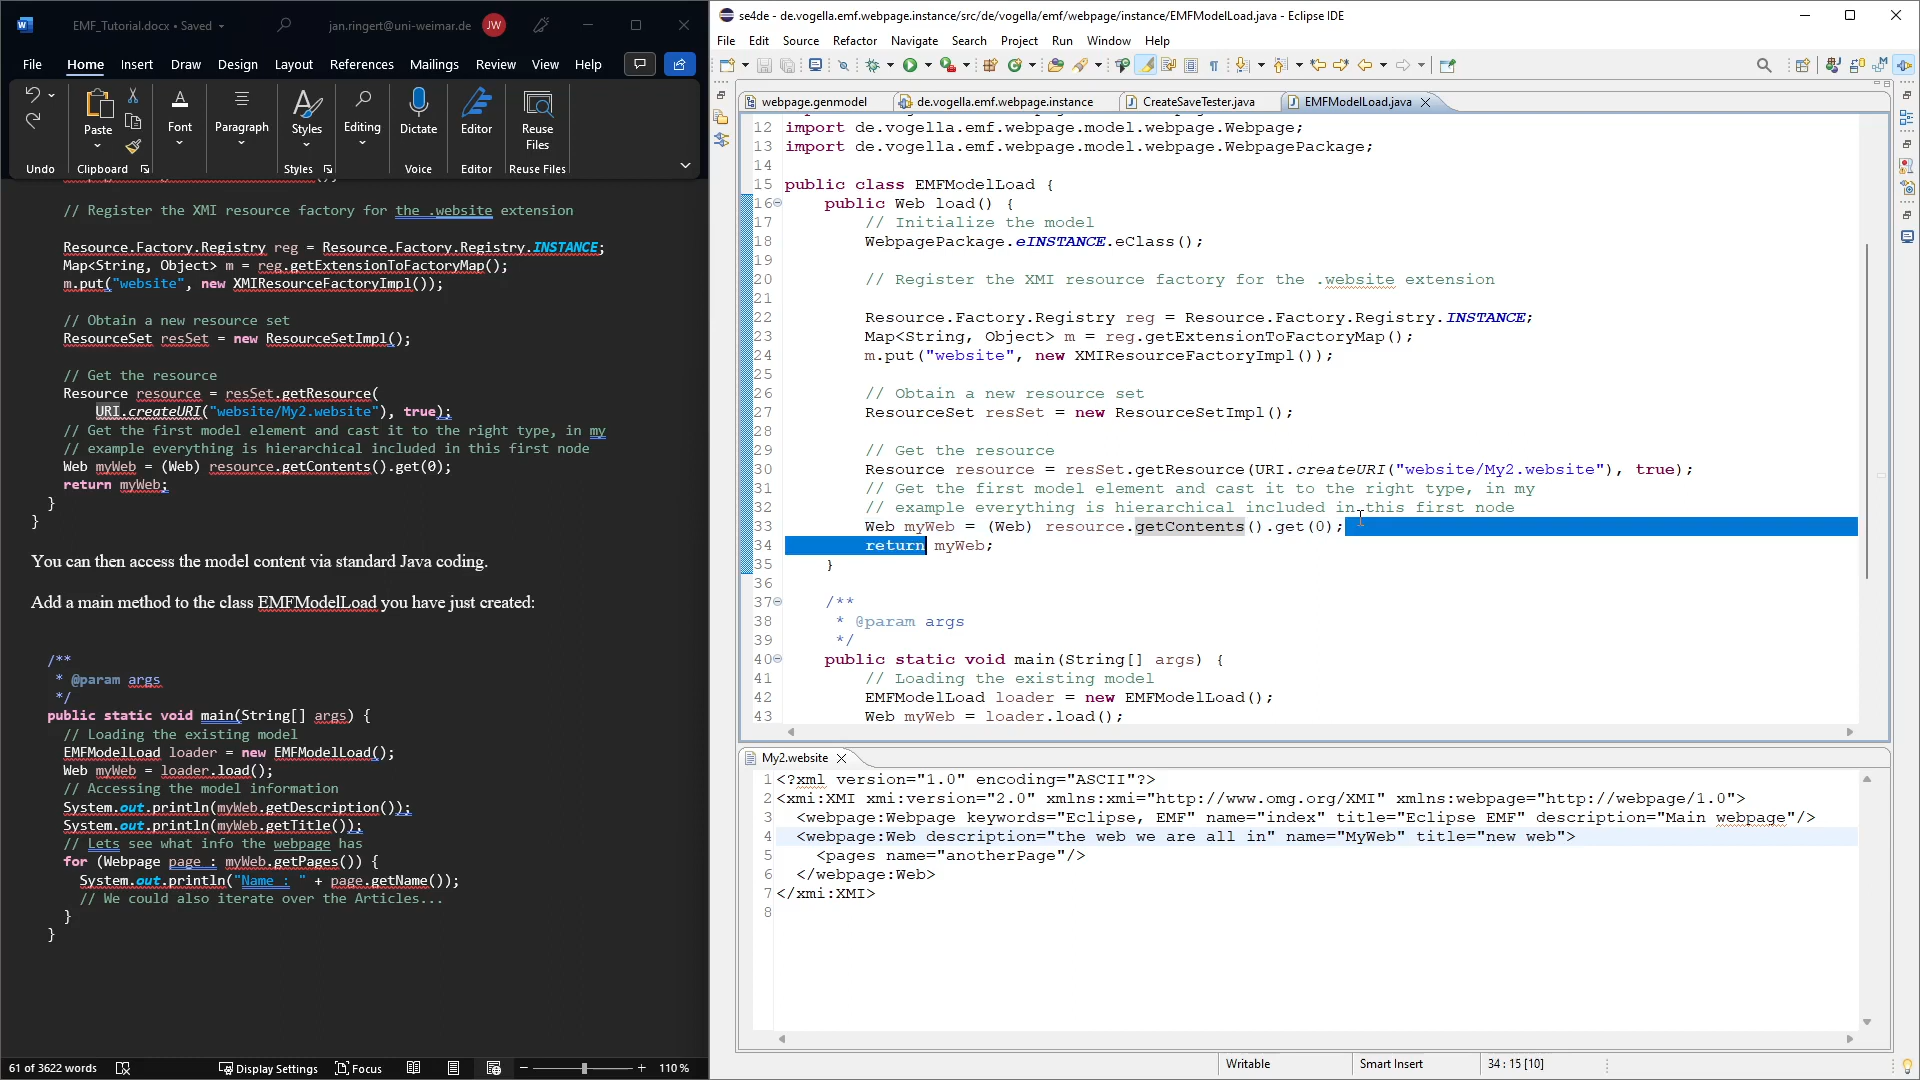 EMF_Tutorial.docx • Saved
jan.ringert@uni-weimar.de JW
File Home Insert Draw Design Layout References Mailings Review View Help
Paste Font Paragraph Styles Editing Dictate Editor Reuse Files
Undo Clipboard Styles Voice Editor Reuse Files
// Register the XMI resource factory for the .website extension
Resource.Factory.Registry reg = Resource.Factory.Registry.INSTANCE;
Map<String, Object> m = reg.getExtensionToFactoryMap();
m.put("website", new XMIResourceFactoryImpl());
// Obtain a new resource set
ResourceSet resSet = new ResourceSetImpl();
// Get the resource
Resource resource = resSet.getResource(
URI.createURI("website/My2.website"), true);
// Get the first model element and cast it to the right type, in my
// example everything is hierarchical included in this first node
Web myWeb = (Web) resource.getContents().get(0);
return myWeb;
}
}
You can then access the model content via standard Java coding.
Add a main method to the class EMFModelLoad you have just created:
/**
* @param args
*/
public static void main(String[] args) {
// Loading the existing model
EMFModelLoad loader = new EMFModelLoad();
Web myWeb = loader.load();
// Accessing the model information
System.out.println(myWeb.getDescription());
System.out.println(myWeb.getTitle());
// Lets see what info the webpage has
for (Webpage page : myWeb.getPages()) {
System.out.println("Name : " + page.getName());
// We could also iterate over the Articles...
}
}
61 of 3622 words Display Settings Focus 110 %
se4de - de.vogella.emf.webpage.instance/src/de/vogella/emf/webpage/instance/EMFModelLoad.java - Eclipse IDE
File Edit Source Refactor Navigate Search Project Run Window Help
webpage.genmodel de.vogella.emf.webpage.instance CreateSaveTester.java EMFModelLoad.java
12 import de.vogella.emf.webpage.model.webpage.Webpage;
13 import de.vogella.emf.webpage.model.webpage.WebpagePackage;
14
15 public class EMFModelLoad {
16 public Web load() {
17 // Initialize the model
18 WebpagePackage.eINSTANCE.eClass();
19
20 // Register the XMI resource factory for the .website extension
21
22 Resource.Factory.Registry reg = Resource.Factory.Registry.INSTANCE;
23 Map<String, Object> m = reg.getExtensionToFactoryMap();
24 m.put("website", new XMIResourceFactoryImpl());
25
26 // Obtain a new resource set
27 ResourceSet resSet = new ResourceSetImpl();
28
29 // Get the resource
30 Resource resource = resSet.getResource(URI.createURI("website/My2.website"), true);
31 // Get the first model element and cast it to the right type, in my
32 // example everything is hierarchical included in this first node
33 Web myWeb = (Web) resource.getContents().get(0);
34 return myWeb;
35 }
36
37 /**
38 * @param args
39 */
40 public static void main(String[] args) {
41 // Loading the existing model
42 EMFModelLoad loader = new EMFModelLoad();
43 Web myWeb = loader.load();
My2.website
1 <?xml version="1.0" encoding="ASCII"?>
2 <xmi:XMI xmi:version="2.0" xmlns:xmi="http://www.omg.org/XMI" xmlns:webpage="http://webpage/1.0">
3 <webpage:Webpage keywords="Eclipse, EMF" name="index" title="Eclipse EMF" description="Main webpage"/>
4 <webpage:Web description="the web we are all in" name="MyWeb" title="new web">
5 <pages name="anotherPage"/>
6 </webpage:Web>
7 </xmi:XMI>
8
Writable Smart Insert 34 : 15 [10]